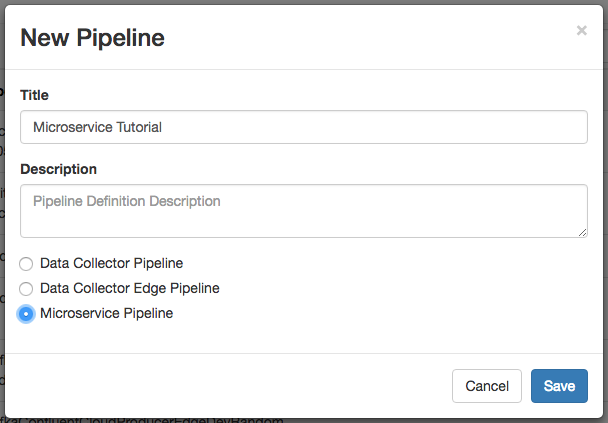 New Pipeline
×
Title
Microservice Tutorial
Description
Pipeline Definition Description
Data Collector Pipeline
Data Collector Edge Pipeline
Microservice Pipeline
Cancel
Save